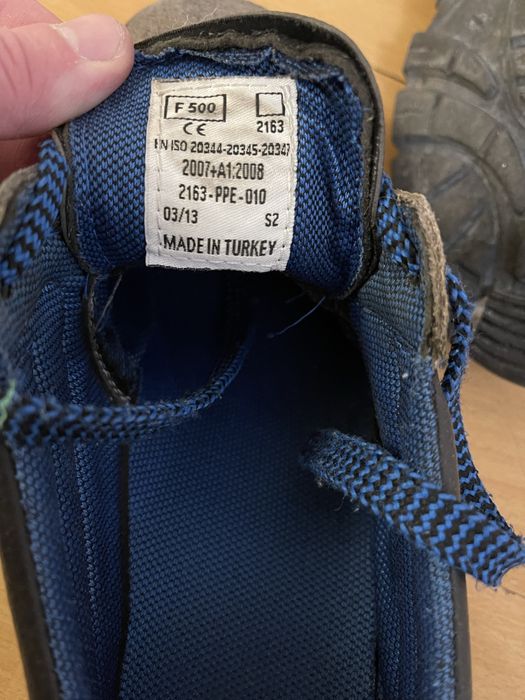 F 500
CE 2163
EN ISO 20344-20345-20347
2007+A1:2008
2163-PPE-010
03/13 S2
MADE IN TURKEY